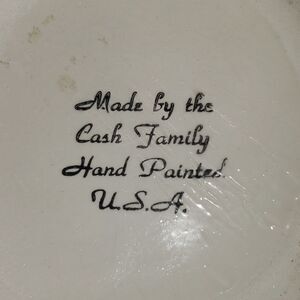 Made by the
Cash Family
Hand Painted
U.S.A.